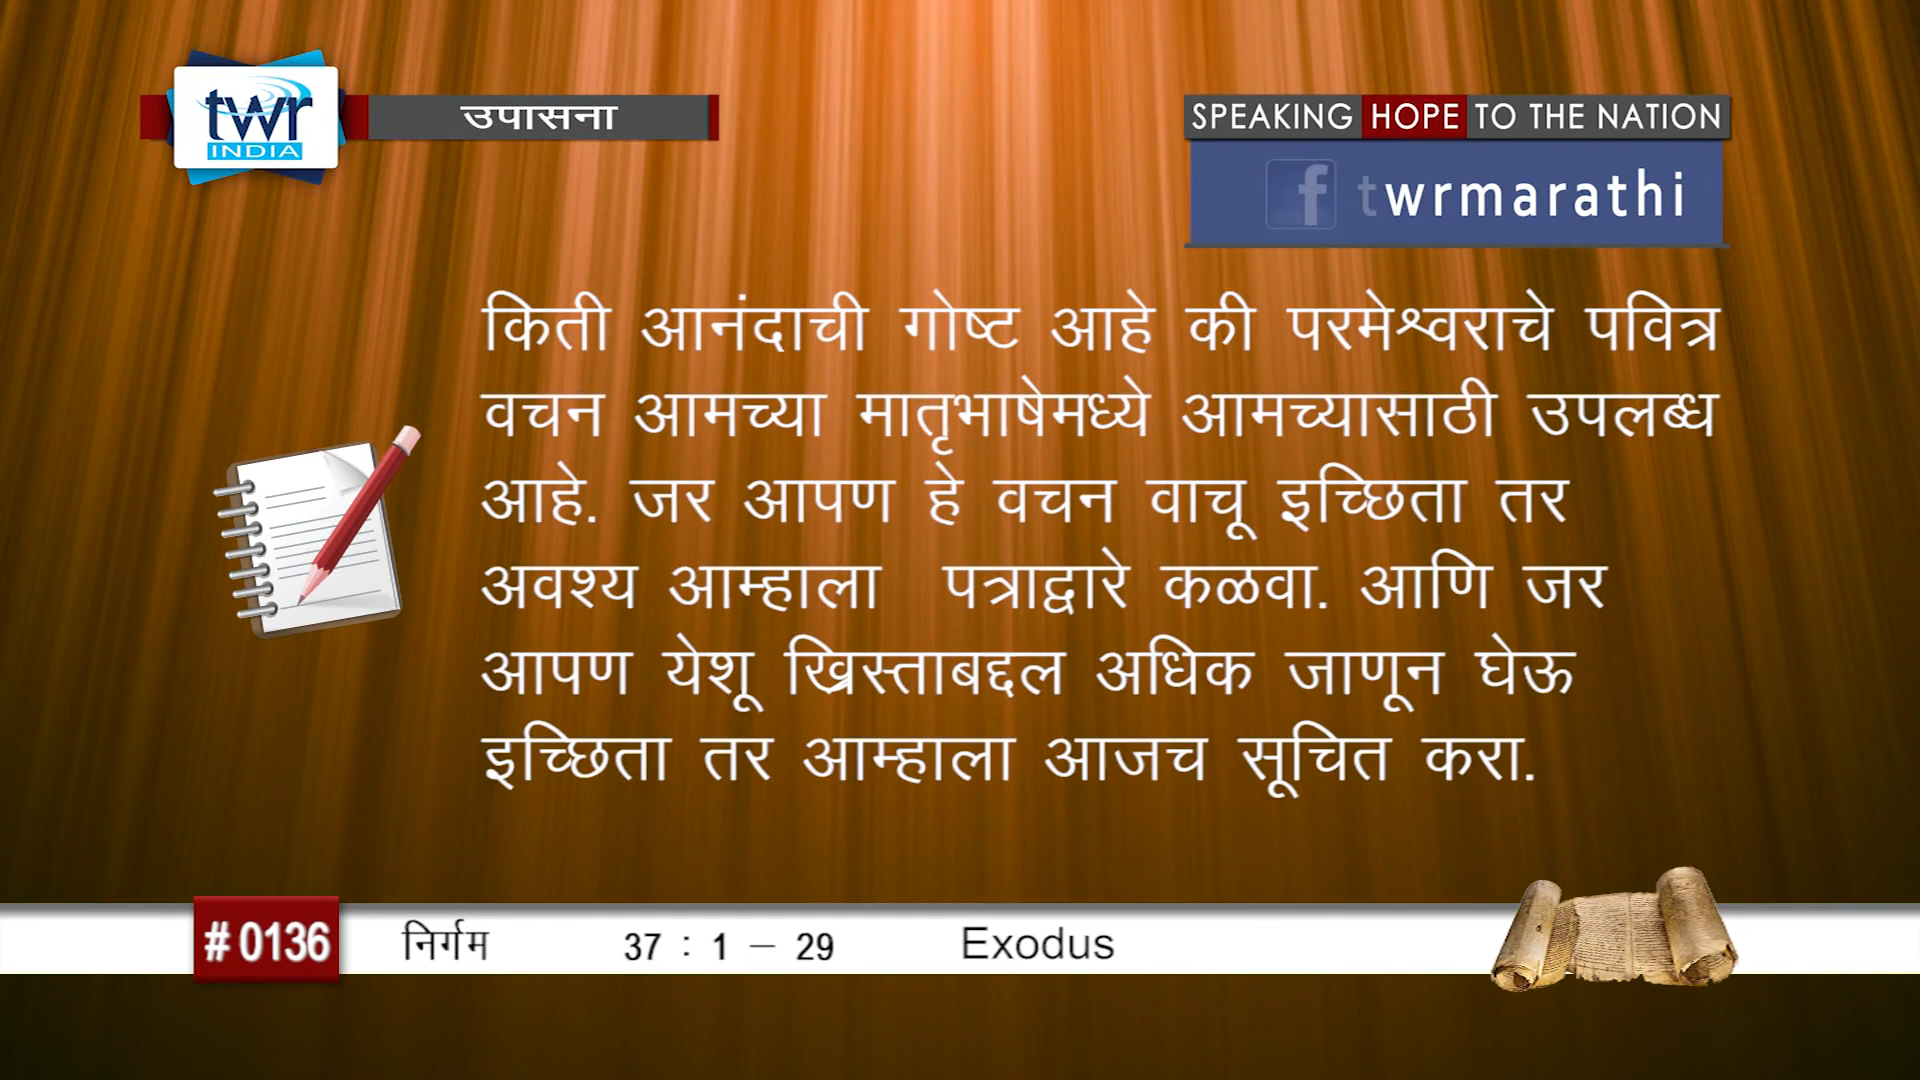 twr
INDIA
उपासना
SPEAKING HOPE TO THE NATION
f twrmarathi
किती आनंदाची गोष्ट आहे की परमेश्वराचे पवित्र
वचन आमच्या मातृभाषेमध्ये आमच्यासाठी उपलब्ध
आहे. जर आपण हे वचन वाचू इच्छिता तर
अवश्य आम्हाला पत्राद्वारे कळवा. आणि जर
आपण येशू ख्रिस्ताबद्दल अधिक जाणून घेऊ
इच्छिता तर आम्हाला आजच सूचित करा.
# 0136 निर्गम 37 : 1 – 29 Exodus